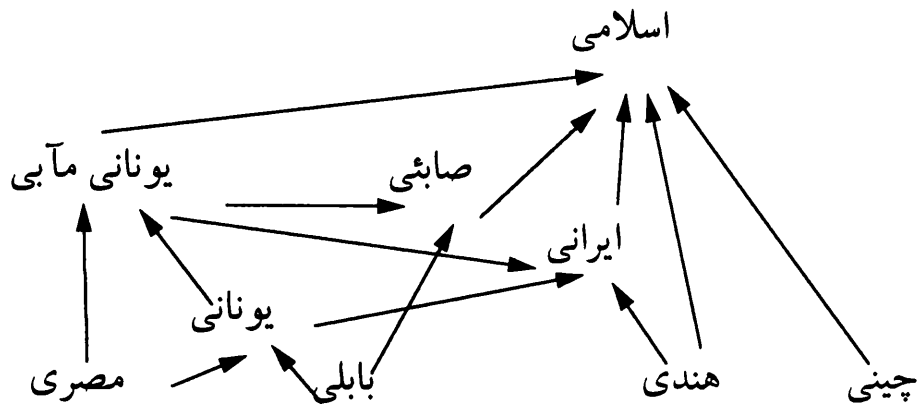 اسلامی
صابئی
یونانی مآبی
ایرانی
یونانی
چینی
هندی
بابلی
مصری